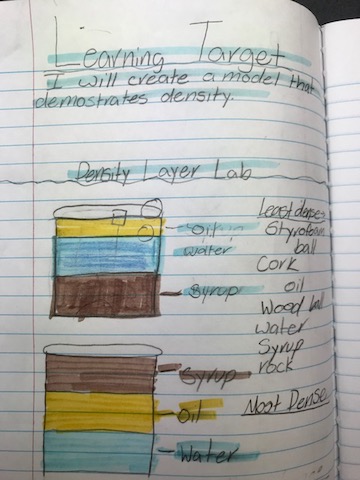 Learning Target
I will create a model that
demostrates density.
Density Layer Lab
oil
water
Syrup
Least denses
Styrofoam
ball
Cork
oil
Wood ball
water
Syrup
rock
Most Dense
Syrup
oil
water